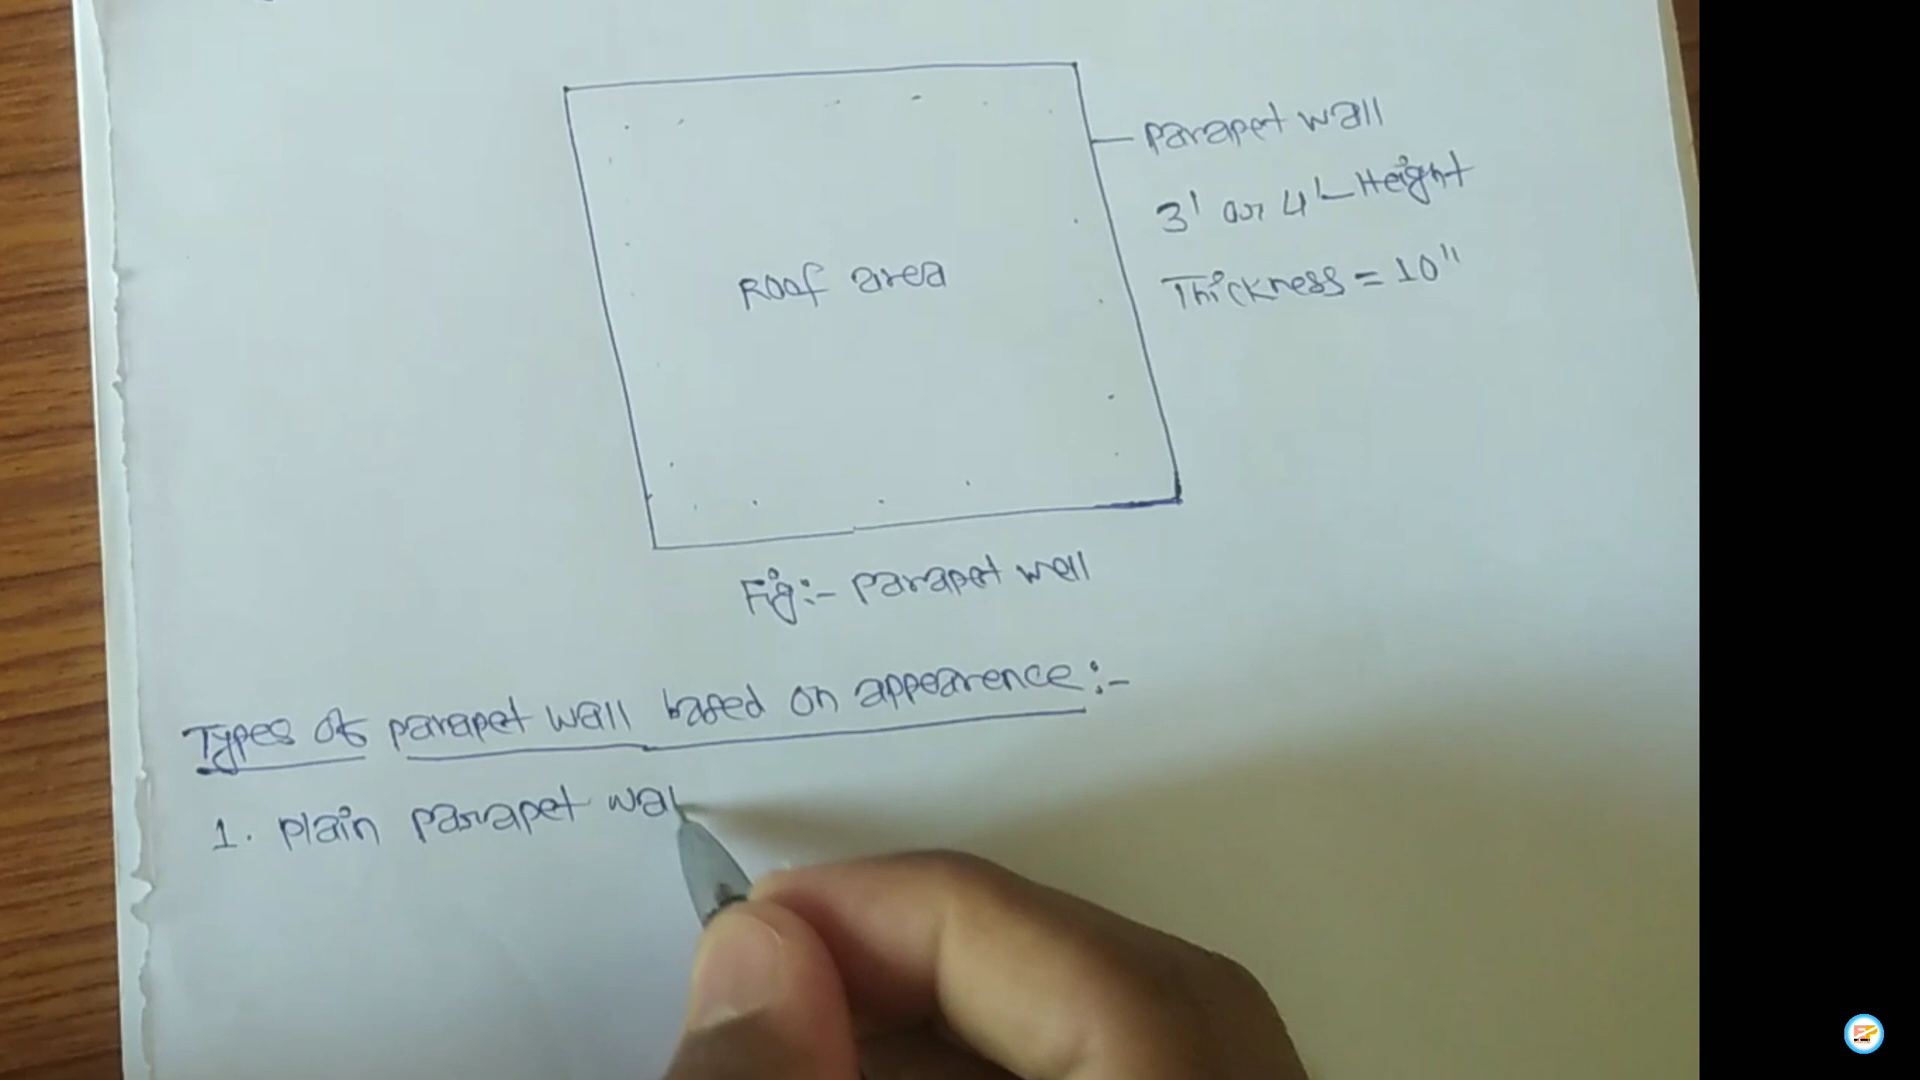 Parapet wall
3' or 4' Height
Thickness = 10"
Roof area
Fig:- Parapet wall
Types of parapet wall based on appearence:-
1. Plain Parapet wal